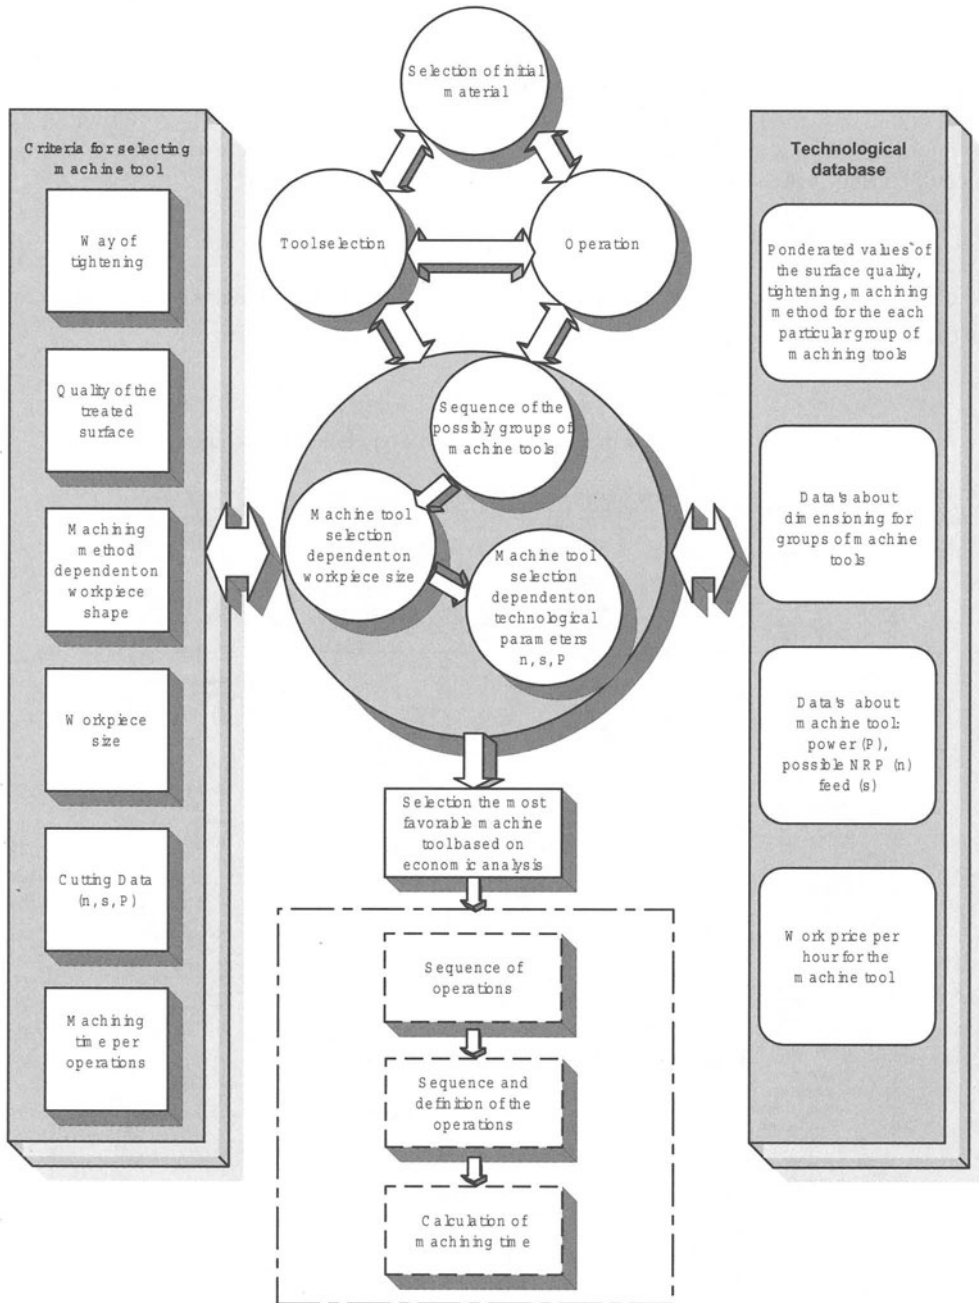 Selection of initial
material
Tool selection
Operation
Criteria for selecting
machine tool
Way of
tightening
Quality of the
treated
surface
Machining
method
dependent on
workpiece
shape
Workpiece
size
Cutting Data
(n, s, P)
Machining
time per
operations
Sequence of the
possibly groups of
machine tools
Machine tool
selection
dependent on
workpiece size
Machine tool
selection
dependent on
technological
parameters
n, s, P
Selection the most
favorable machine
tool based on
economic analysis
Sequence of
operations
Sequence and
definition of the
operations
Calculation of
machining time
Technological
database
Ponderated values` of
the surface quality,
tightening, machining
method for the each
particular group of
machining tools
Data's about
dimensioning for
groups of machine
tools
Data's about
machine tool:
power (P),
possible NRP (n)
feed (s)
Work price per
hour for the
machine tool